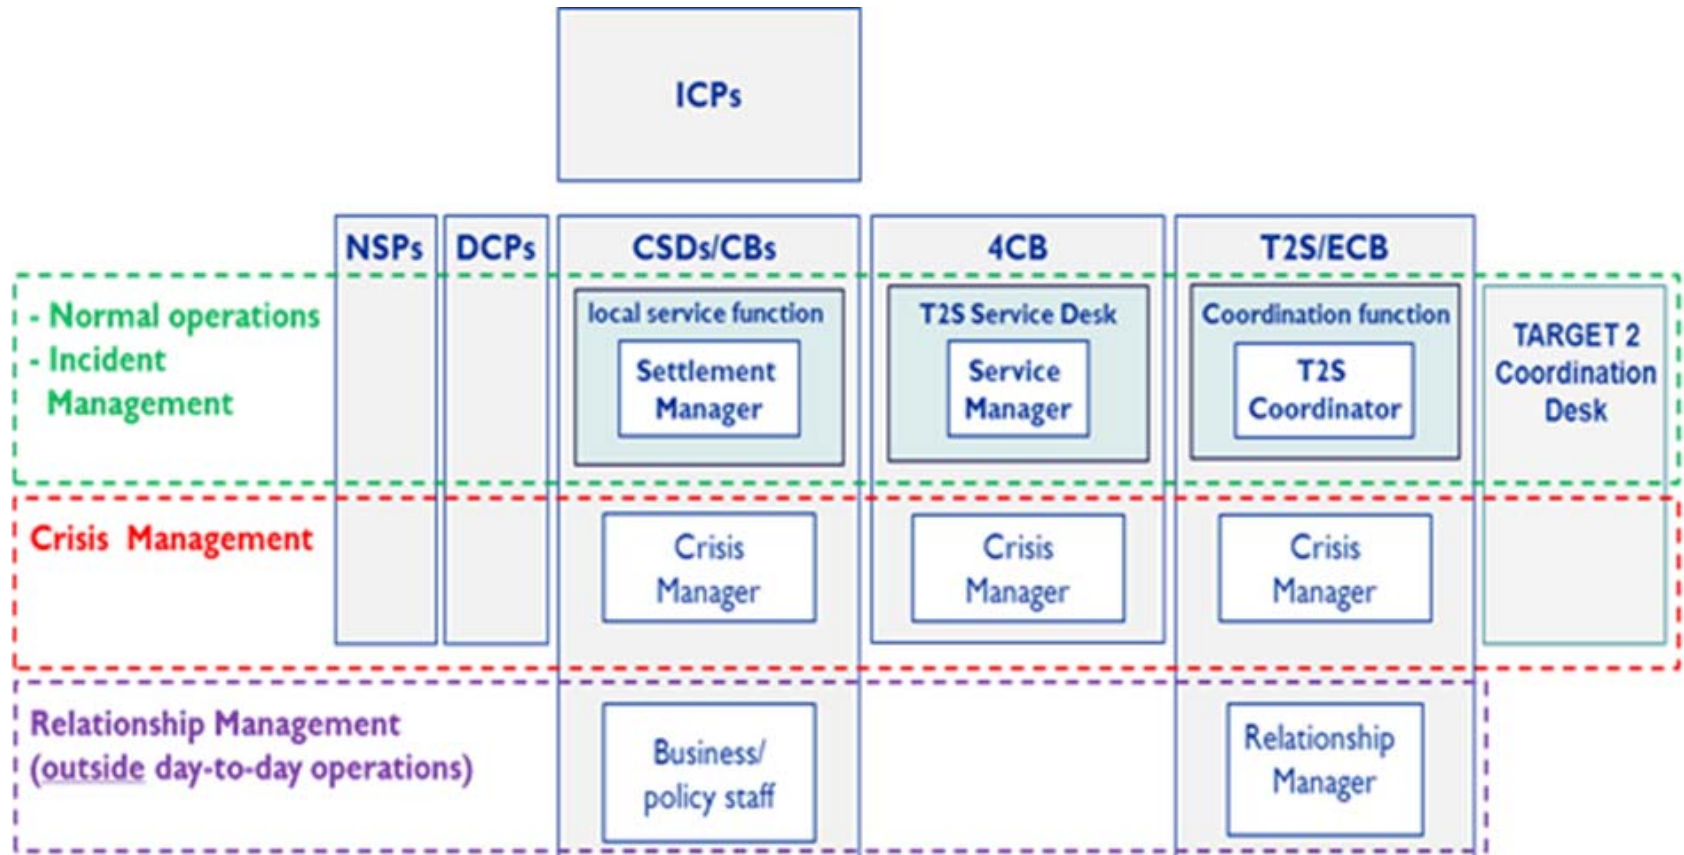 ICPs
NSPs
DCPs
CSDs/CBs
4CB
T2S/ECB
- Normal operations
- Incident
Management
local service function
Settlement
Manager
T2S Service Desk
Service
Manager
Coordination function
T2S
Coordinator
TARGET 2
Coordination
Desk
Crisis Management
Crisis
Manager
Crisis
Manager
Crisis
Manager
Relationship Management
(outside day-to-day operations)
Business/
policy staff
Relationship
Manager